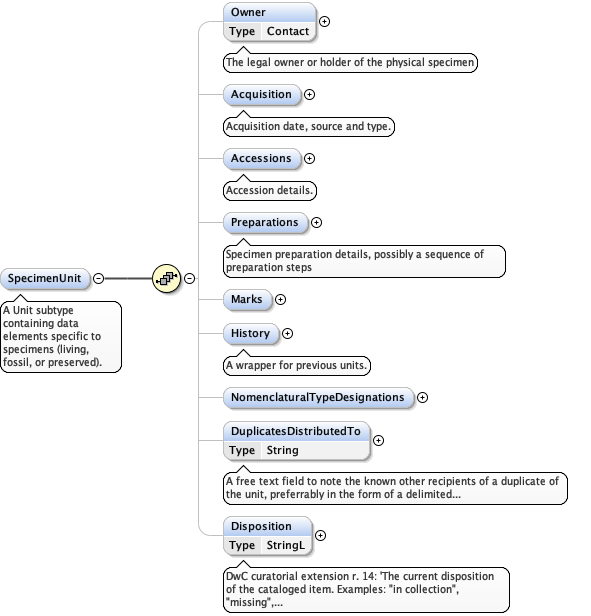 Owner
Type Contact
The legal owner or holder of the physical specimen
Acquisition
Acquisition date, source and type.
Accessions
Accession details.
Preparations
Specimen preparation details, possibly a sequence of
preparation steps
SpecimenUnit
A Unit subtype
containing data
elements specific to
specimens (living,
fossil, or preserved).
Marks
History
A wrapper for previous units.
NomenclaturalTypeDesignations
DuplicatesDistributedTo
Type String
A free text field to note the known other recipients of a duplicate of
the unit, preferrably in the form of a delimited...
Disposition
Type StringL
DwC curatorial extension r. 14: 'The current disposition
of the cataloged item. Examples: "in collection",
"missing",...